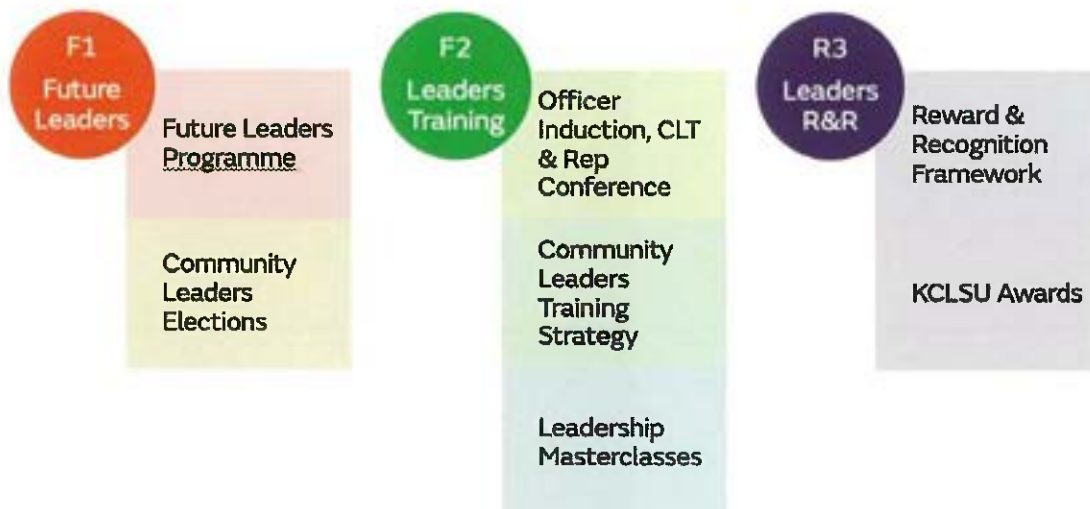 F1
Future
Leaders
Future Leaders
Programme
Community
Leaders
Elections
F2
Leaders
Training
Officer
Induction, CLT
& Rep
Conference
Community
Leaders
Training
Strategy
Leadership
Masterclasses
R3
Leaders
R&R
Reward &
Recognition
Framework
KCLSU Awards